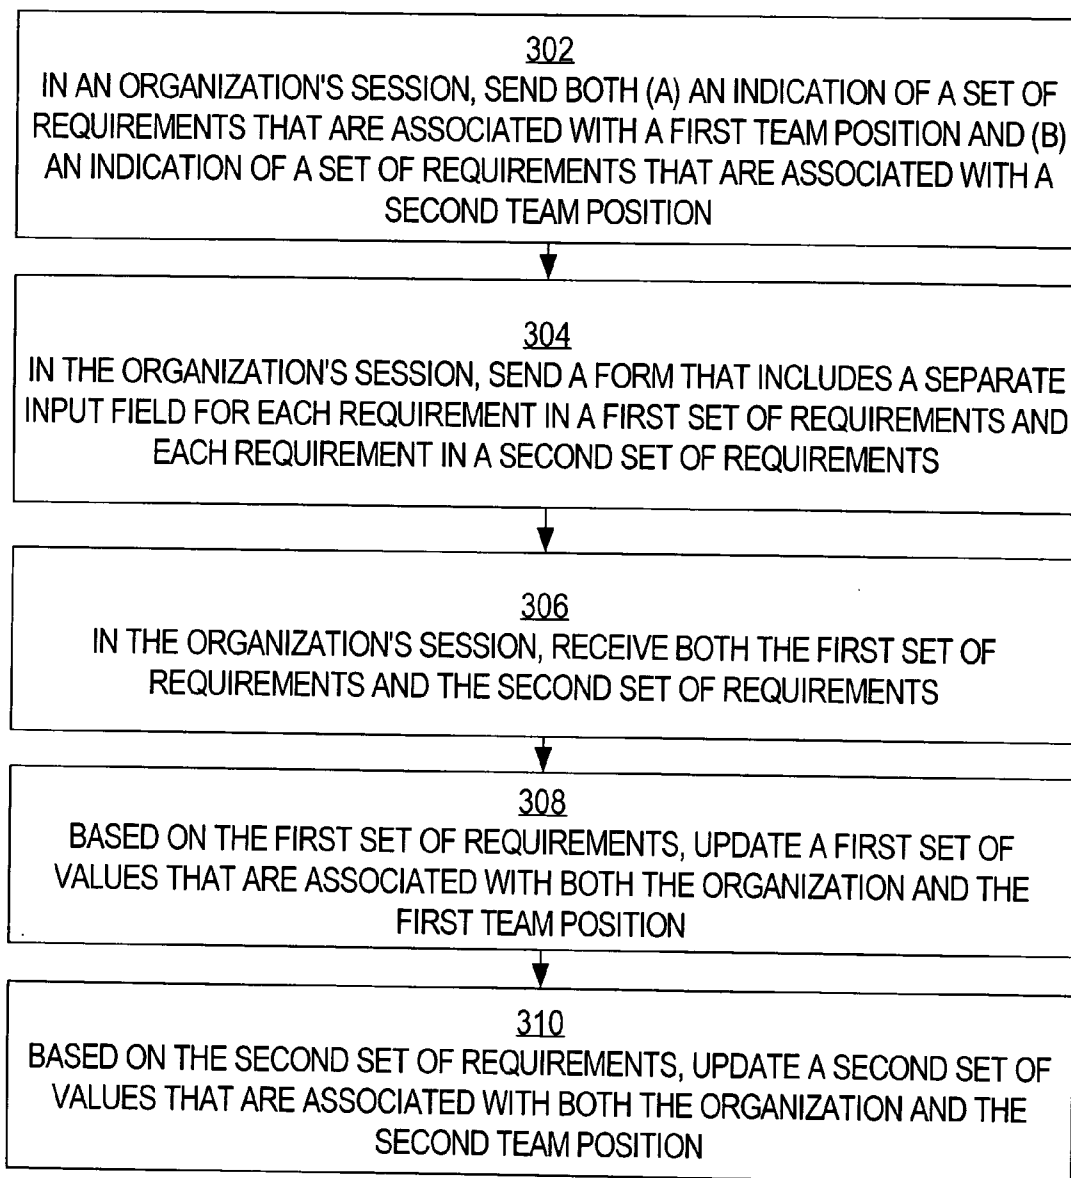 302
IN AN ORGANIZATION'S SESSION, SEND BOTH (A) AN INDICATION OF A SET OF
REQUIREMENTS THAT ARE ASSOCIATED WITH A FIRST TEAM POSITION AND (B)
AN INDICATION OF A SET OF REQUIREMENTS THAT ARE ASSOCIATED WITH A
SECOND TEAM POSITION
304
IN THE ORGANIZATION'S SESSION, SEND A FORM THAT INCLUDES A SEPARATE
INPUT FIELD FOR EACH REQUIREMENT IN A FIRST SET OF REQUIREMENTS AND
EACH REQUIREMENT IN A SECOND SET OF REQUIREMENTS
306
IN THE ORGANIZATION'S SESSION, RECEIVE BOTH THE FIRST SET OF
REQUIREMENTS AND THE SECOND SET OF REQUIREMENTS
308
BASED ON THE FIRST SET OF REQUIREMENTS, UPDATE A FIRST SET OF
VALUES THAT ARE ASSOCIATED WITH BOTH THE ORGANIZATION AND THE
FIRST TEAM POSITION
310
BASED ON THE SECOND SET OF REQUIREMENTS, UPDATE A SECOND SET OF
VALUES THAT ARE ASSOCIATED WITH BOTH THE ORGANIZATION AND THE
SECOND TEAM POSITION